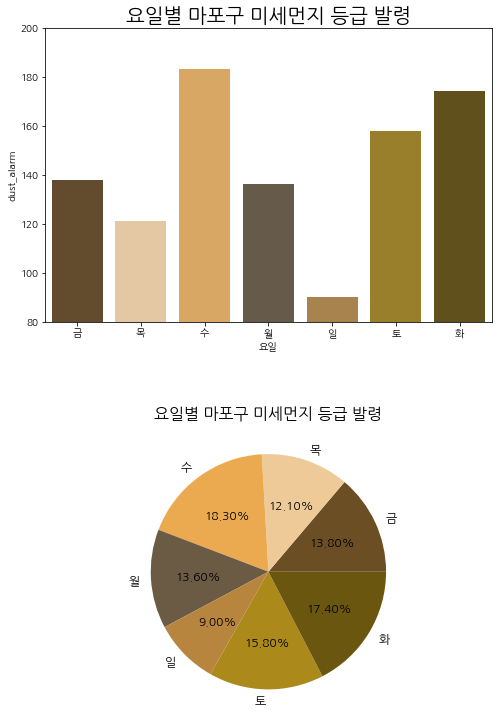 요일별 마포구 미세먼지 등급 발령
200
180
160
140
120
100
80
dust_alarm
금 목 수 월 일 토 화
요일
요일별 마포구 미세먼지 등급 발령
목
수
12.10%
18.30%
금
13.80%
월
13.60%
17.40%
9.00%
15.80%
화
일
토